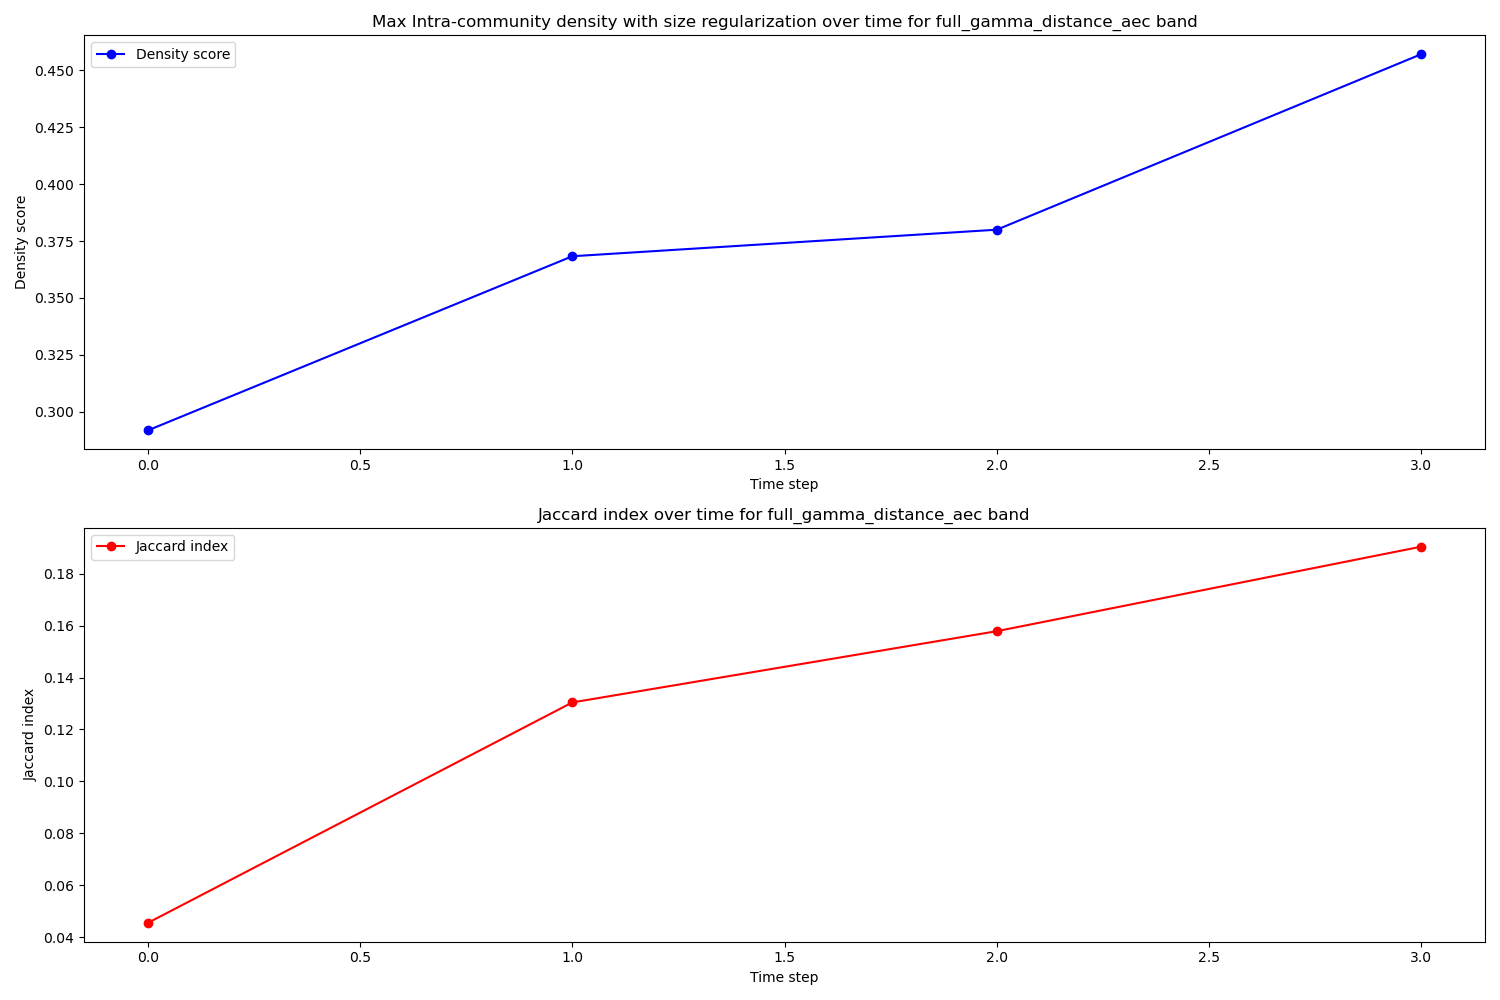 Max Intra-community density with size regularization over time for full_gamma_distance_aec band
Density score
0.450
0.425
0.400
0.375
0.350
0.325
0.300
Density score
0.0 0.5 1.0 1.5 2.0 2.5 3.0
Time step
Jaccard index over time for full_gamma_distance_aec band
Jaccard index
0.18
0.16
0.14
0.12
0.10
0.08
0.06
0.04
Jaccard index
0.0 0.5 1.0 1.5 2.0 2.5 3.0
Time step